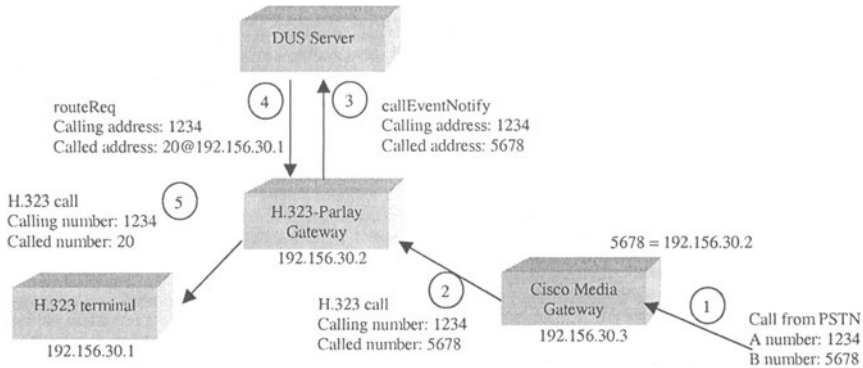 DUS Server
4
3
routeReq
Calling address: 1234
Called address: 20@192.156.30.1
callEventNotify
Calling address: 1234
Called address: 5678
H.323 call
Calling number: 1234
Called number: 20
5
H.323-Parlay
Gateway
192.156.30.2
5678 = 192.156.30.2
H.323 terminal
192.156.30.1
2
H.323 call
Calling number: 1234
Called number: 5678
Cisco Media
Gateway
192.156.30.3
1
Call from PSTN
A number: 1234
B number: 5678